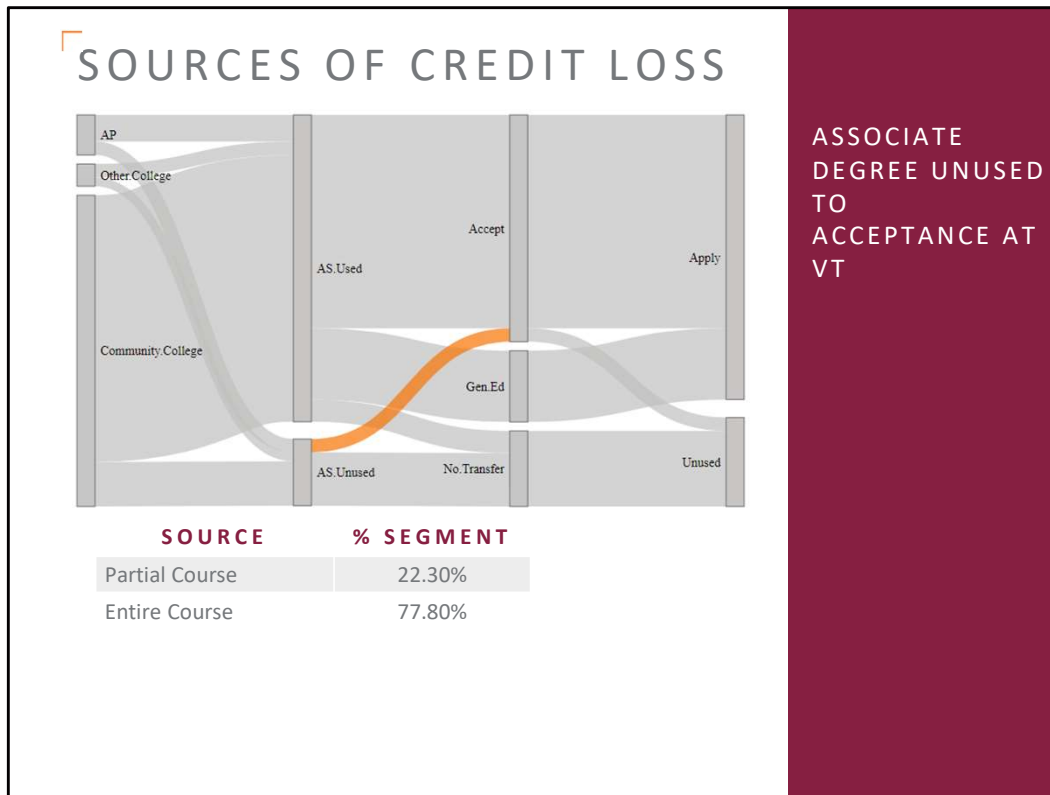 SOURCES OF CREDIT LOSS
AP
Other.College
Community.College
AS.Used
AS.Unused
Accept
Gen.Ed
No.Transfer
Apply
Unused
SOURCE % SEGMENT
Partial Course 22.30%
Entire Course 77.80%
ASSOCIATE
DEGREE UNUSED
TO
ACCEPTANCE AT
VT